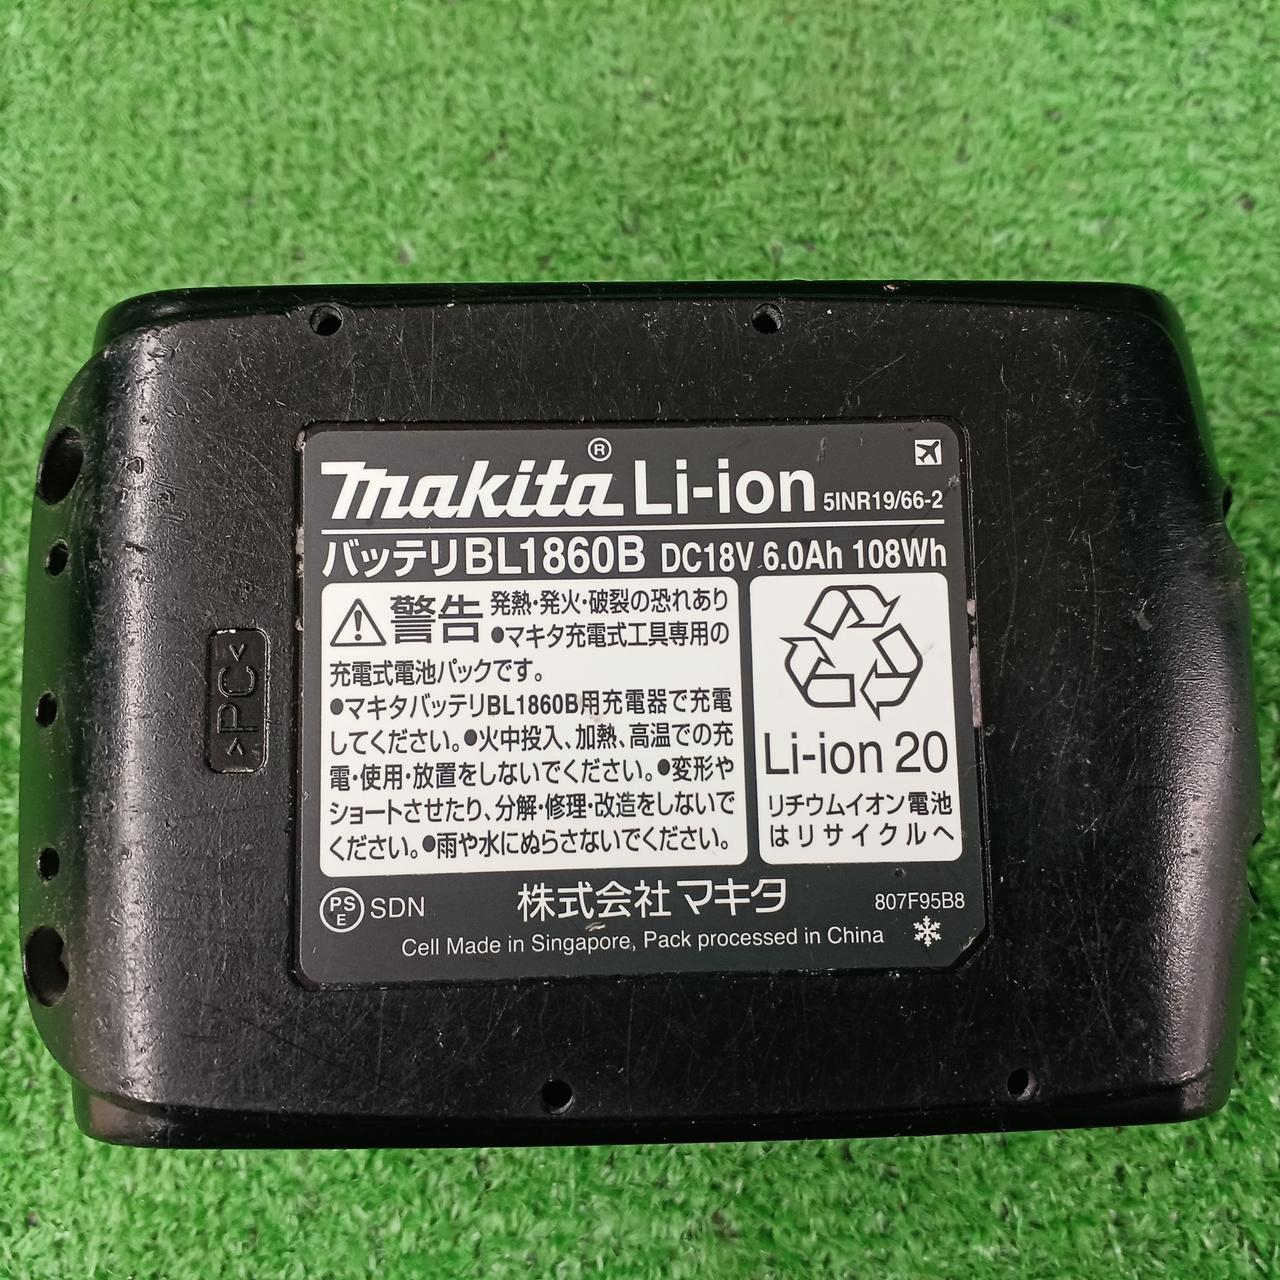 makita® Li-ion 5INR19/66-2
バッテリBL1860B DC18V 6.0Ah 108Wh
警告 発熱・発火・破裂の恐れあり
●マキタ充電式工具専用の
充電式電池パックです。
●マキタバッテリBL1860B用充電器で充電
してください。●火中投入、加熱、高温での充
電・使用・放置をしないでください。●変形や
ショートさせたり、分解・修理・改造をしないで
ください。●雨や水にぬらさないでください。
Li-ion 20
リチウムイオン電池
はリサイクルへ
PS
E
SDN
株式会社マキタ
807F95B8
Cell Made in Singapore, Pack processed in China
>PC<